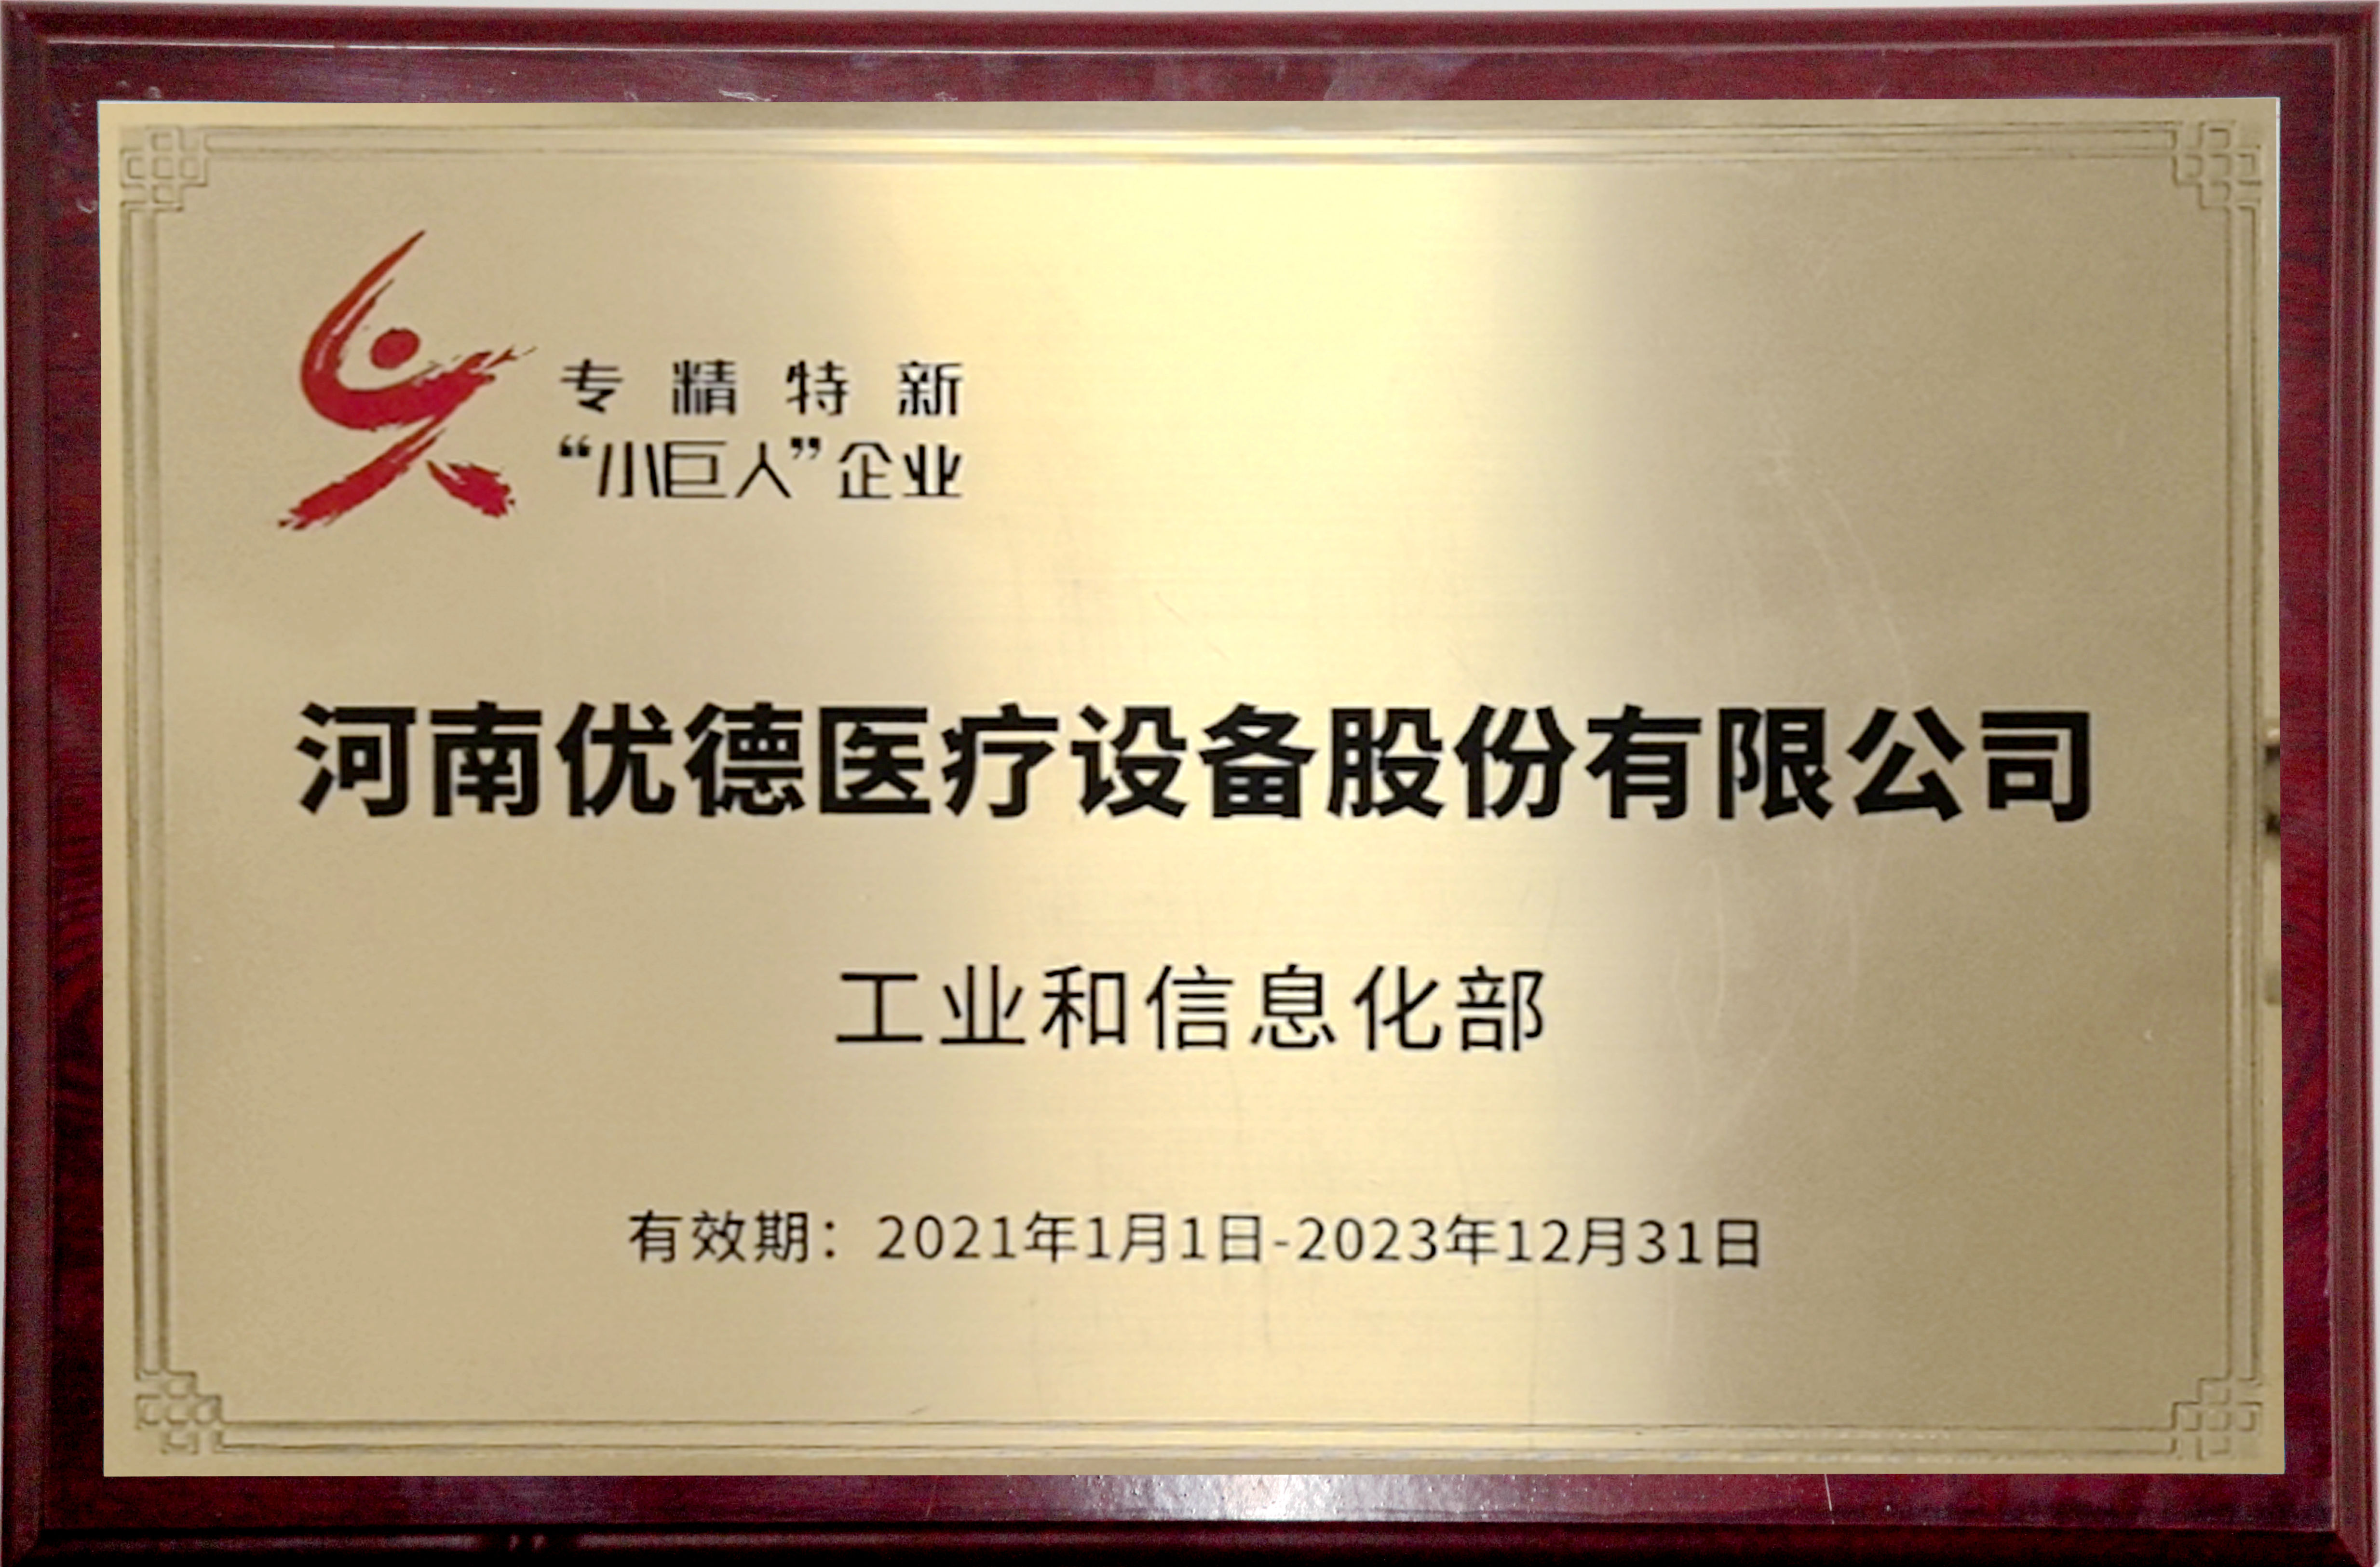 专精特新
“小巨人”企业
河南优德医疗设备股份有限公司
工业和信息化部
有效期：2021年1月1日-2023年12月31日